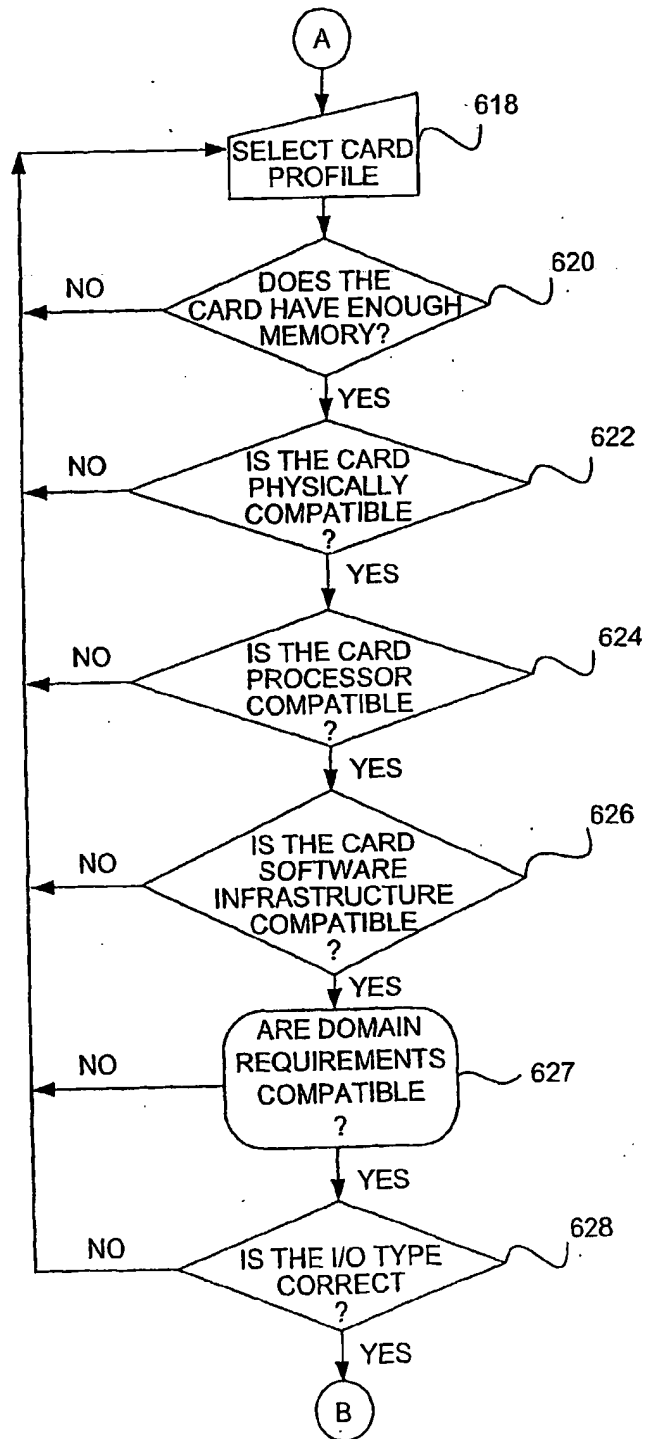 A
618
SELECT CARD
PROFILE
620
DOES THE
CARD HAVE ENOUGH
MEMORY?
NO
YES
622
IS THE CARD
PHYSICALLY
COMPATIBLE
?
NO
YES
624
IS THE CARD
PROCESSOR
COMPATIBLE
?
NO
YES
626
IS THE CARD
SOFTWARE
INFRASTRUCTURE
COMPATIBLE
?
NO
YES
ARE DOMAIN
REQUIREMENTS
COMPATIBLE
?
NO
627
YES
628
IS THE I/O TYPE
CORRECT
?
NO
YES
B